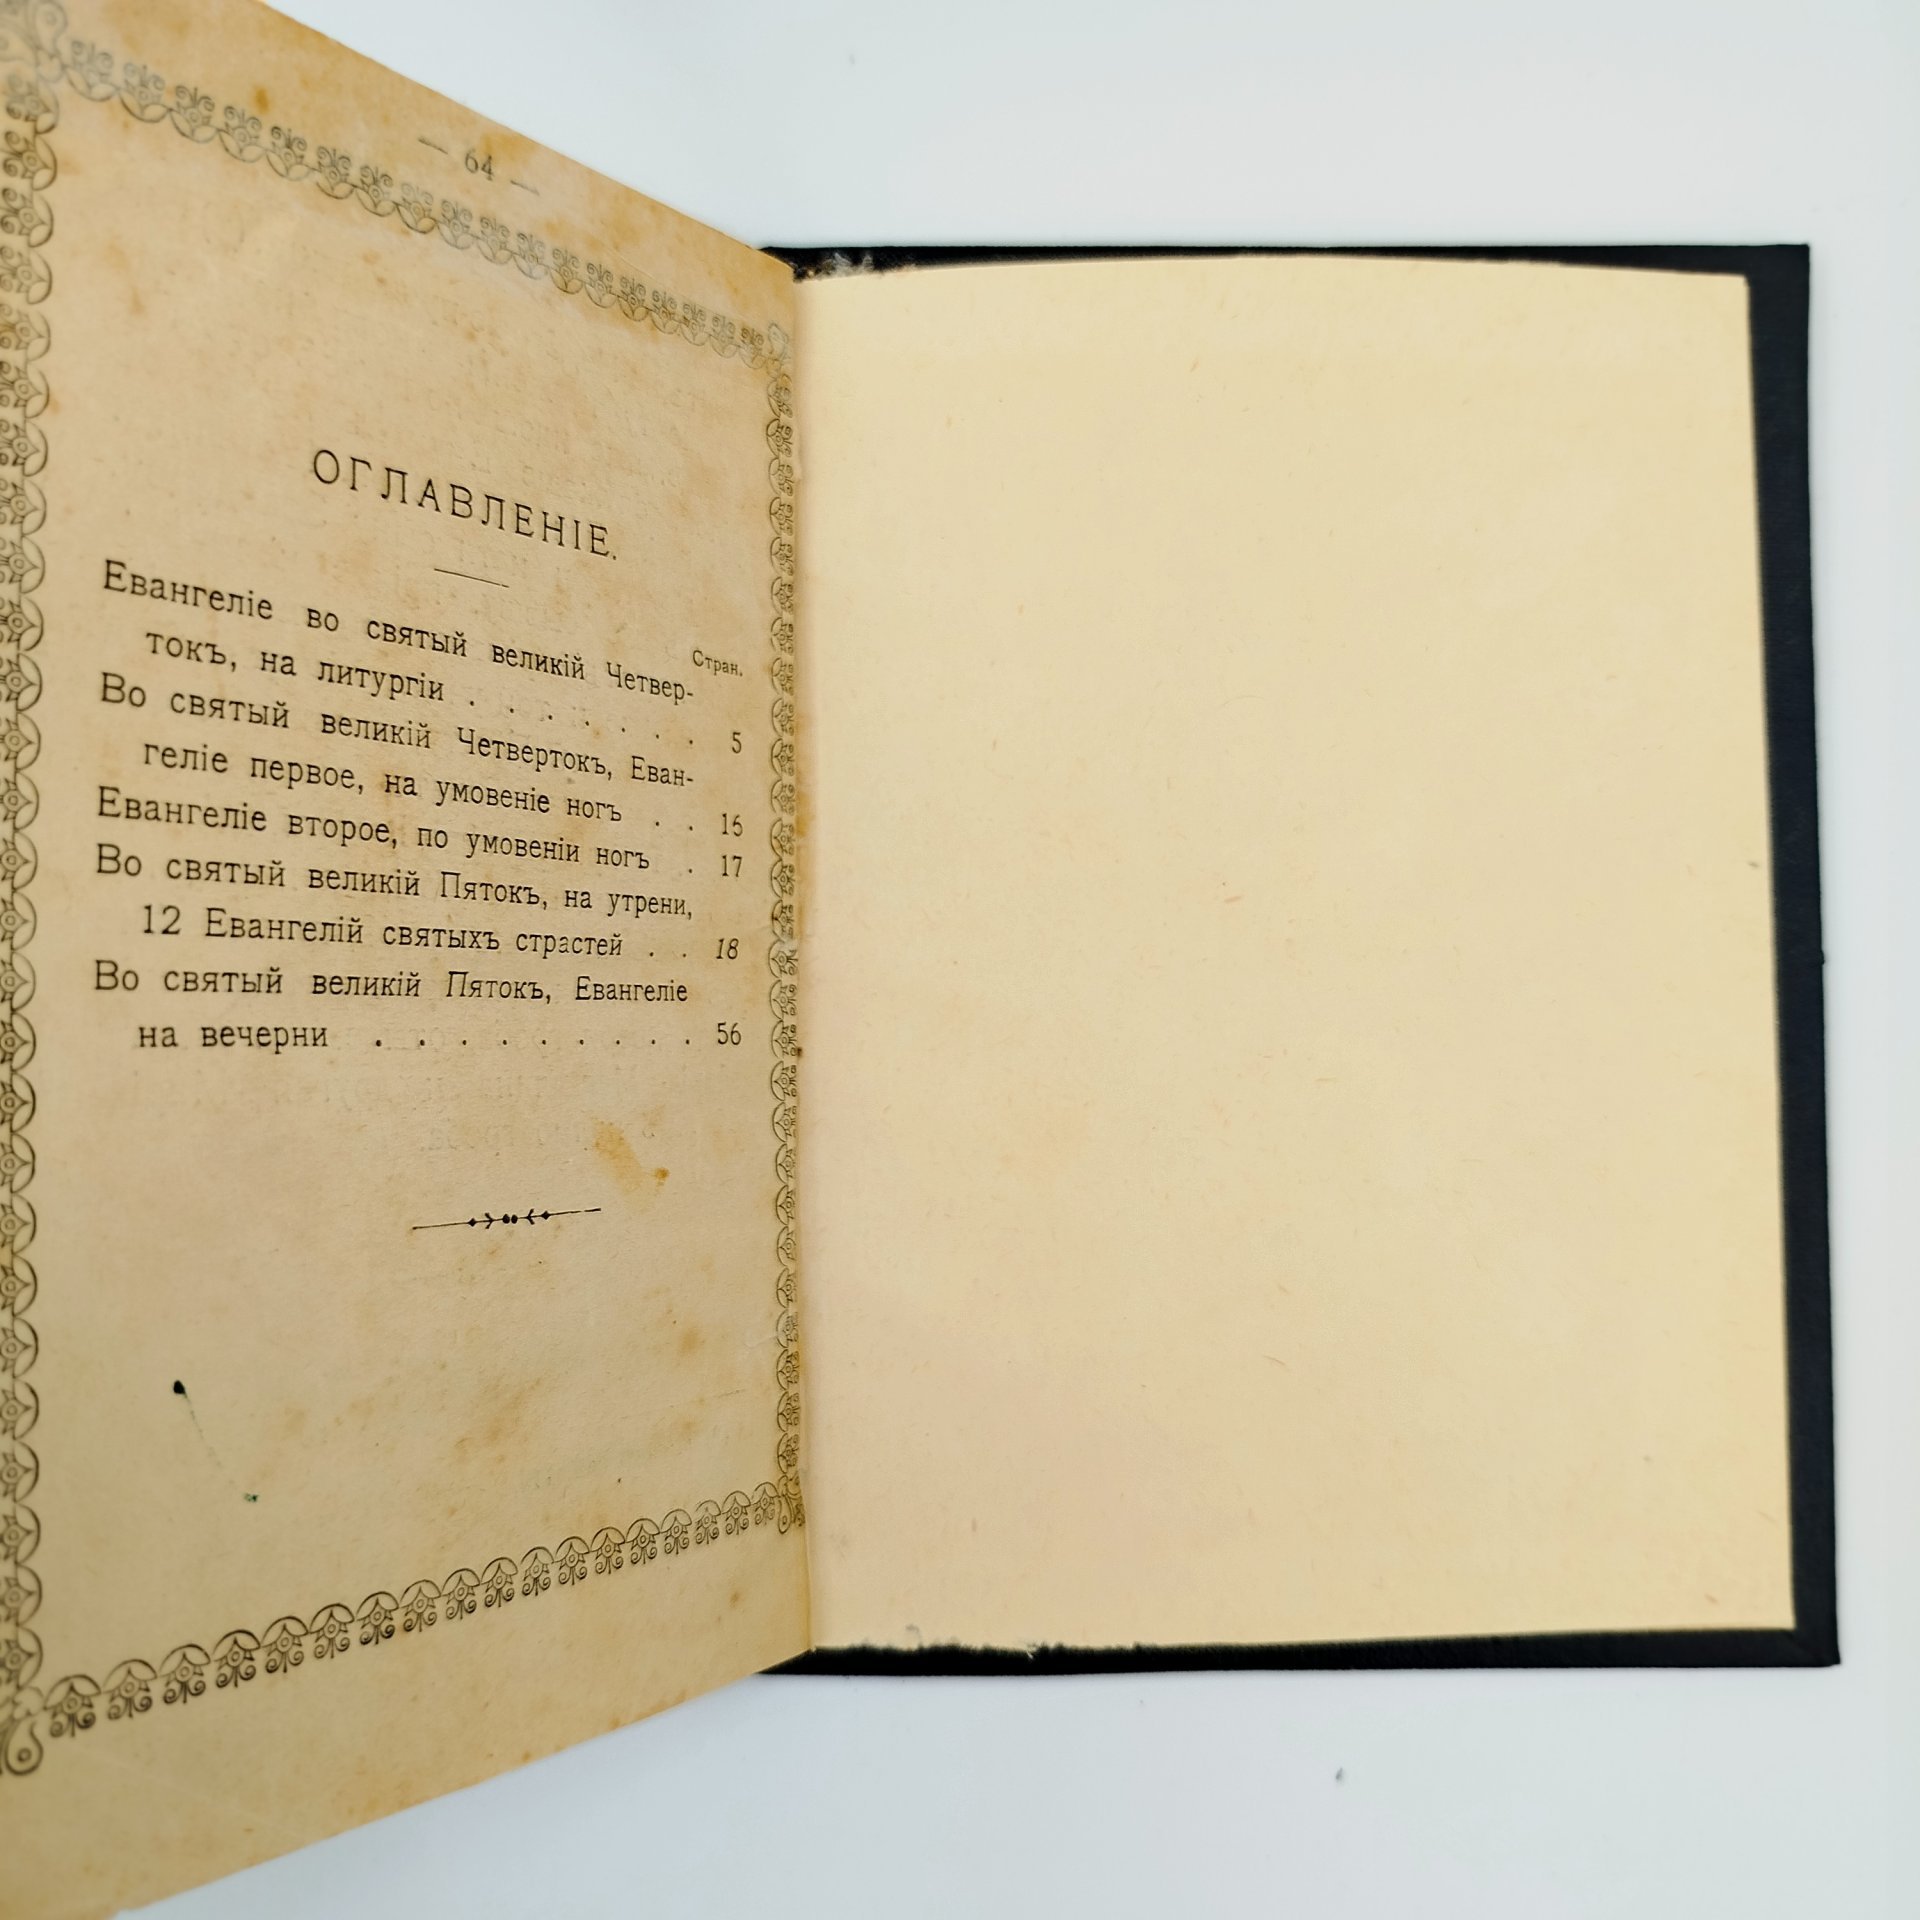 — 64 —
ОГЛАВЛЕНІЕ.
Стран.
Евангеліе во святый великій Четвер-
токъ, на литургіи . . . . . . . 5
Во святый великій Четвертокъ, Еван-
геліе первое, на умовеніе ногъ . . 16
Евангеліе второе, по умовеніи ногъ . 17
Во святый великій Пятокъ, на утрени,
12 Евангелій святыхъ страстей . . 18
Во святый великій Пятокъ, Евангеліе
на вечерни . . . . . . . . . 56